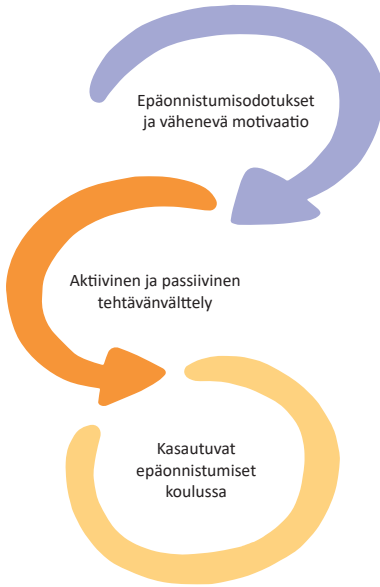 Epäonnistumisodotukset
ja vähenevä motivaatio
Aktiivinen ja passiivinen
tehtävänvälttely
Kasautuvat
epäonnistumiset
koulussa